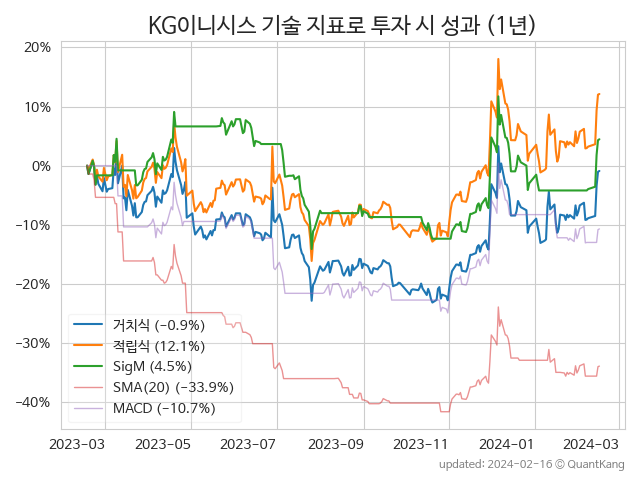 KG이니시스 기술 지표로 투자 시 성과 (1년)
20%
10%
0%
−10%
−20%
−30%
−40%
거치식 (−0.9%)
적립식 (12.1%)
SigM (4.5%)
SMA(20) (−33.9%)
MACD (−10.7%)
2023−03 2023−05 2023−07 2023−09 2023−11 2024−01 2024−03
updated: 2024−02−16 ⓒ QuantKang